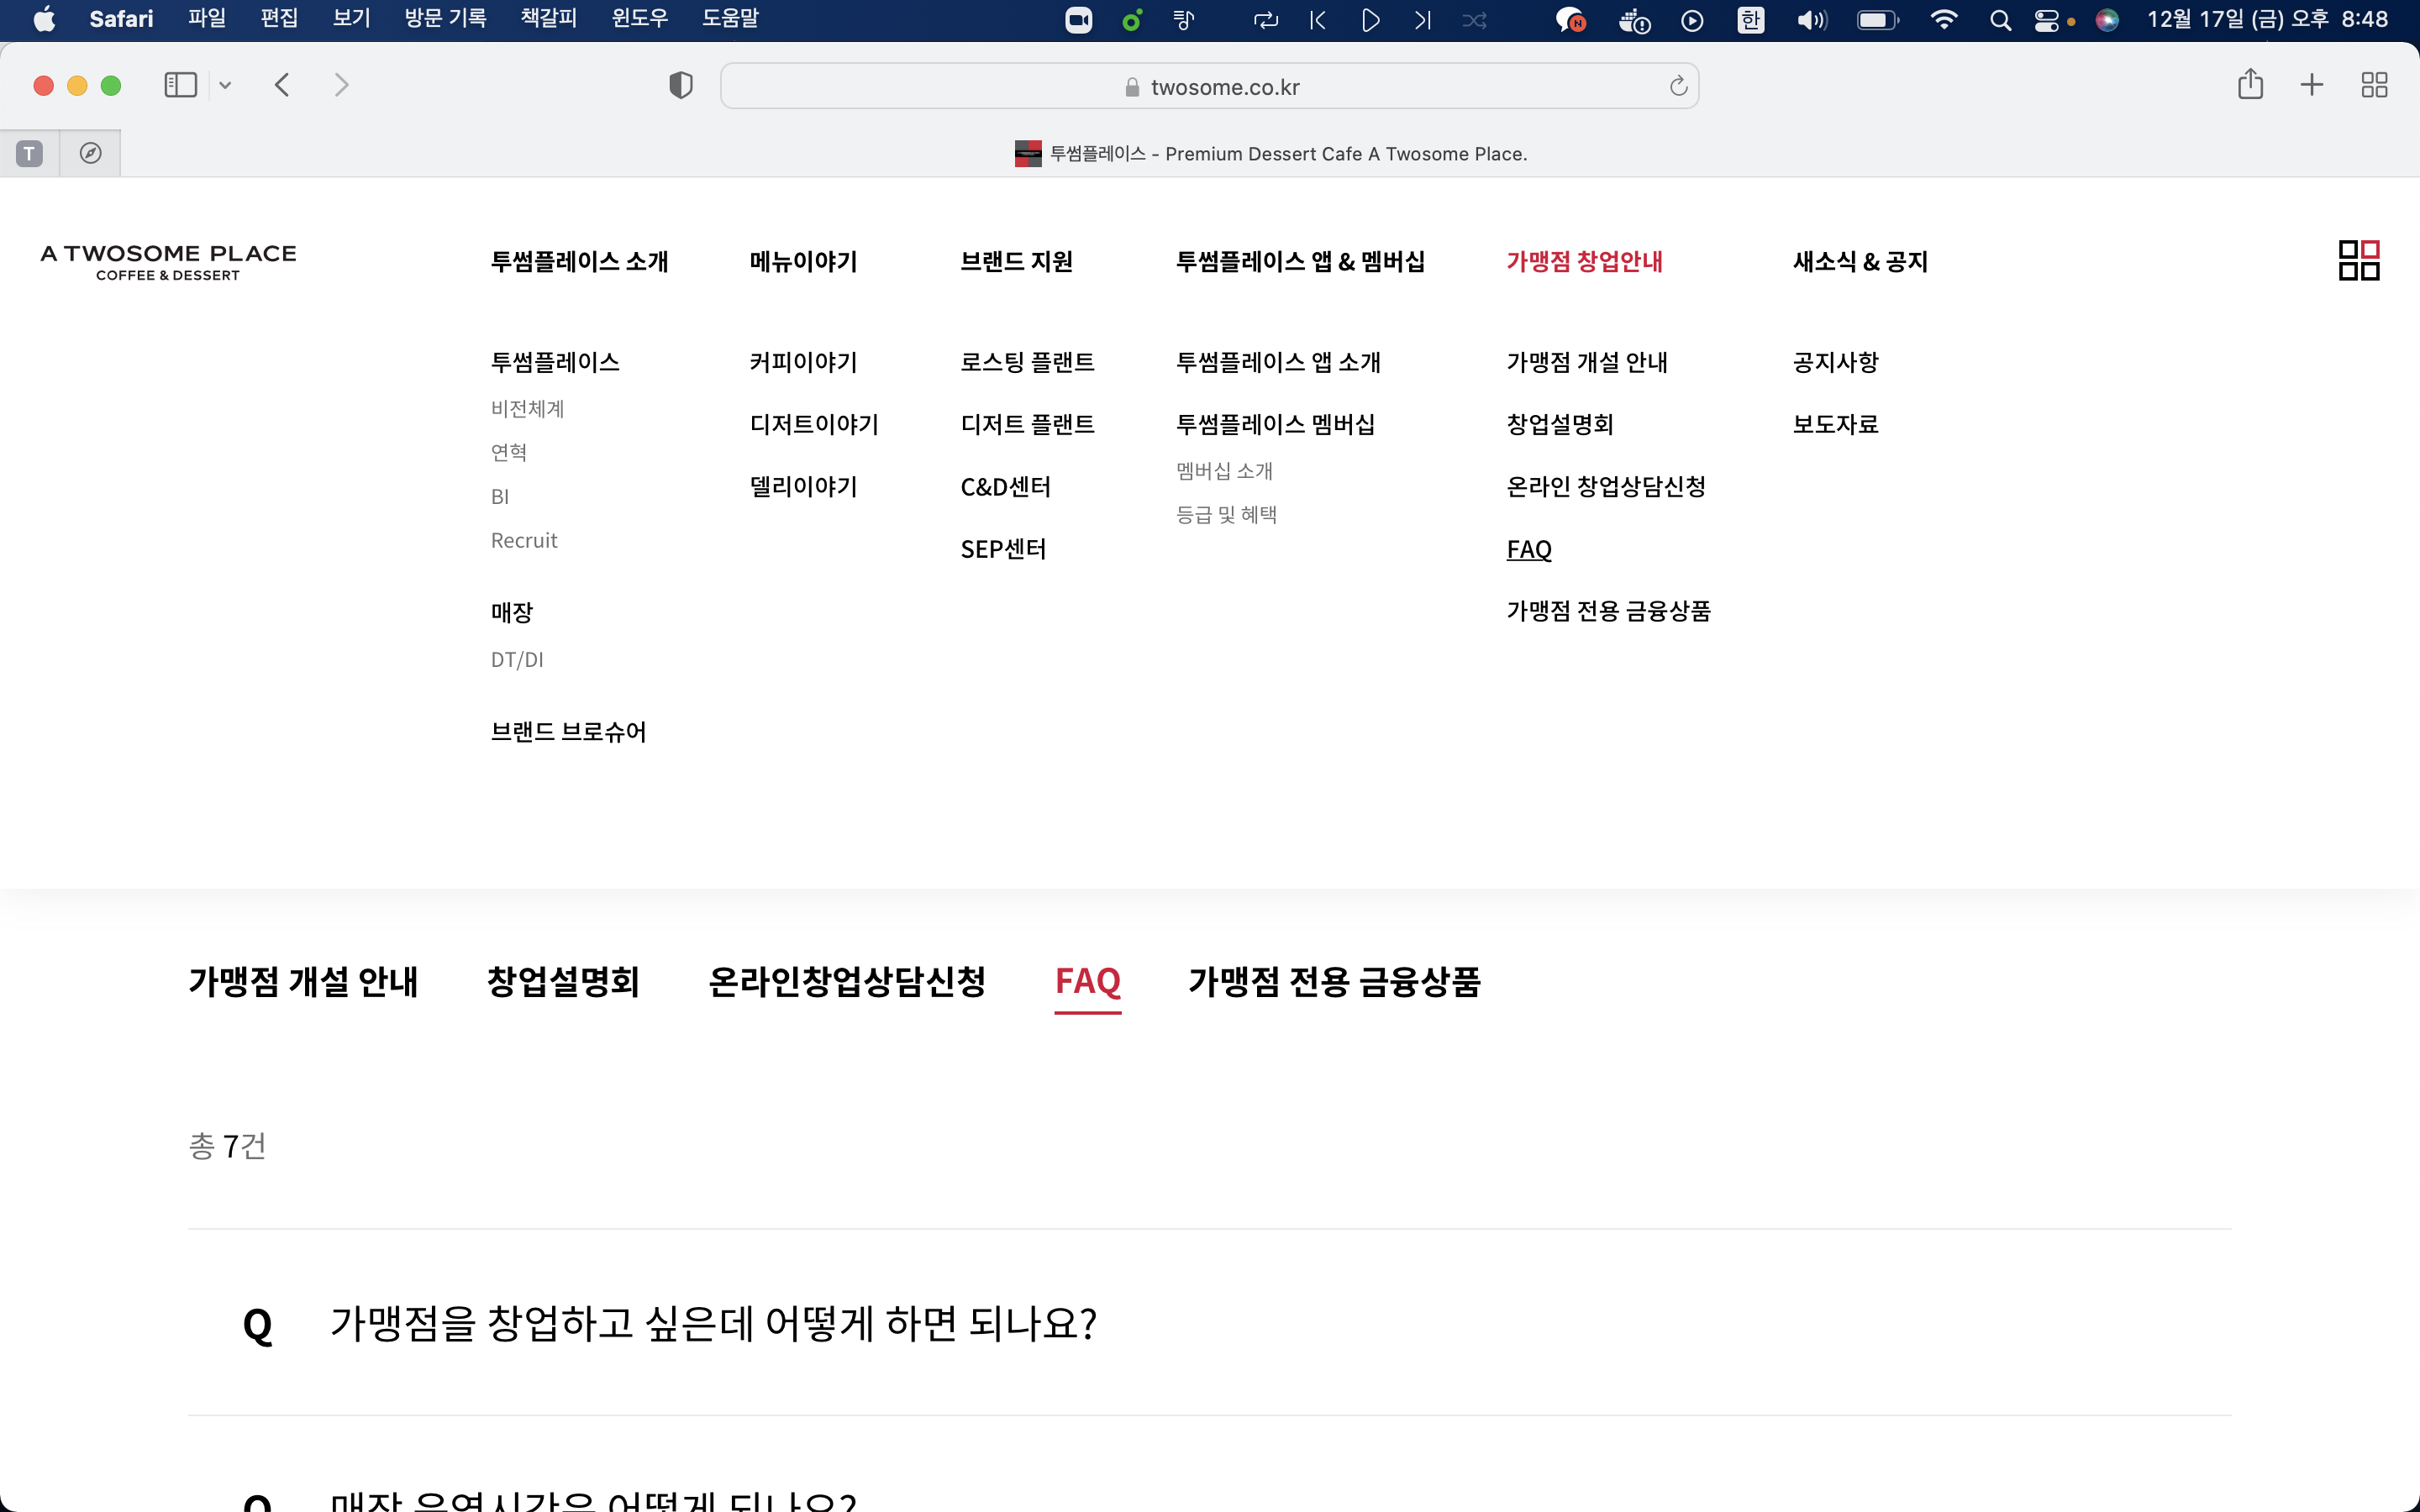 Safari 파일 편집 보기 방문 기록 책갈피 윈도우 도움말 한 12월 17일 (금) 오후 8:48
twosome.co.kr
T 투썸플레이스 - Premium Dessert Cafe A Twosome Place.
A TWOSOME PLACE
COFFEE & DESSERT
투썸플레이스 소개 메뉴이야기 브랜드 지원 투썸플레이스 앱 & 멤버십 가맹점 창업안내 새소식 & 공지
투썸플레이스
비전체계
연혁
BI
Recruit
매장
DT/DI
브랜드 브로슈어
커피이야기
디저트이야기
델리이야기
로스팅 플랜트
디저트 플랜트
C&D센터
SEP센터
투썸플레이스 앱 소개
투썸플레이스 멤버십
멤버십 소개
등급 및 혜택
가맹점 개설 안내
창업설명회
온라인 창업상담신청
FAQ
가맹점 전용 금융상품
공지사항
보도자료
가맹점 개설 안내 창업설명회 온라인창업상담신청 FAQ 가맹점 전용 금융상품
총 7건
Q 가맹점을 창업하고 싶은데 어떻게 하면 되나요?
Q 매장 운영시간은 어떻게 되나요?